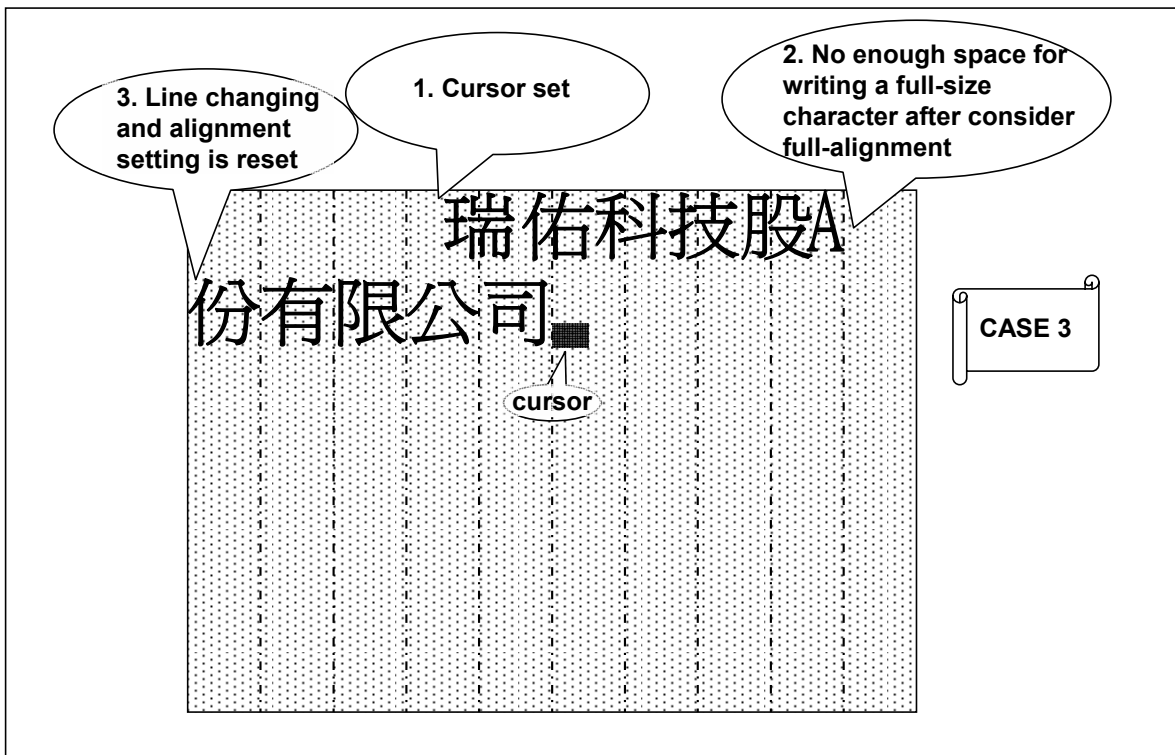 3. Line changing
and alignment
setting is reset
1. Cursor set
2. No enough space for
writing a full-size
character after consider
full-alignment
瑞佑科技股A
份有限公司
cursor
CASE 3